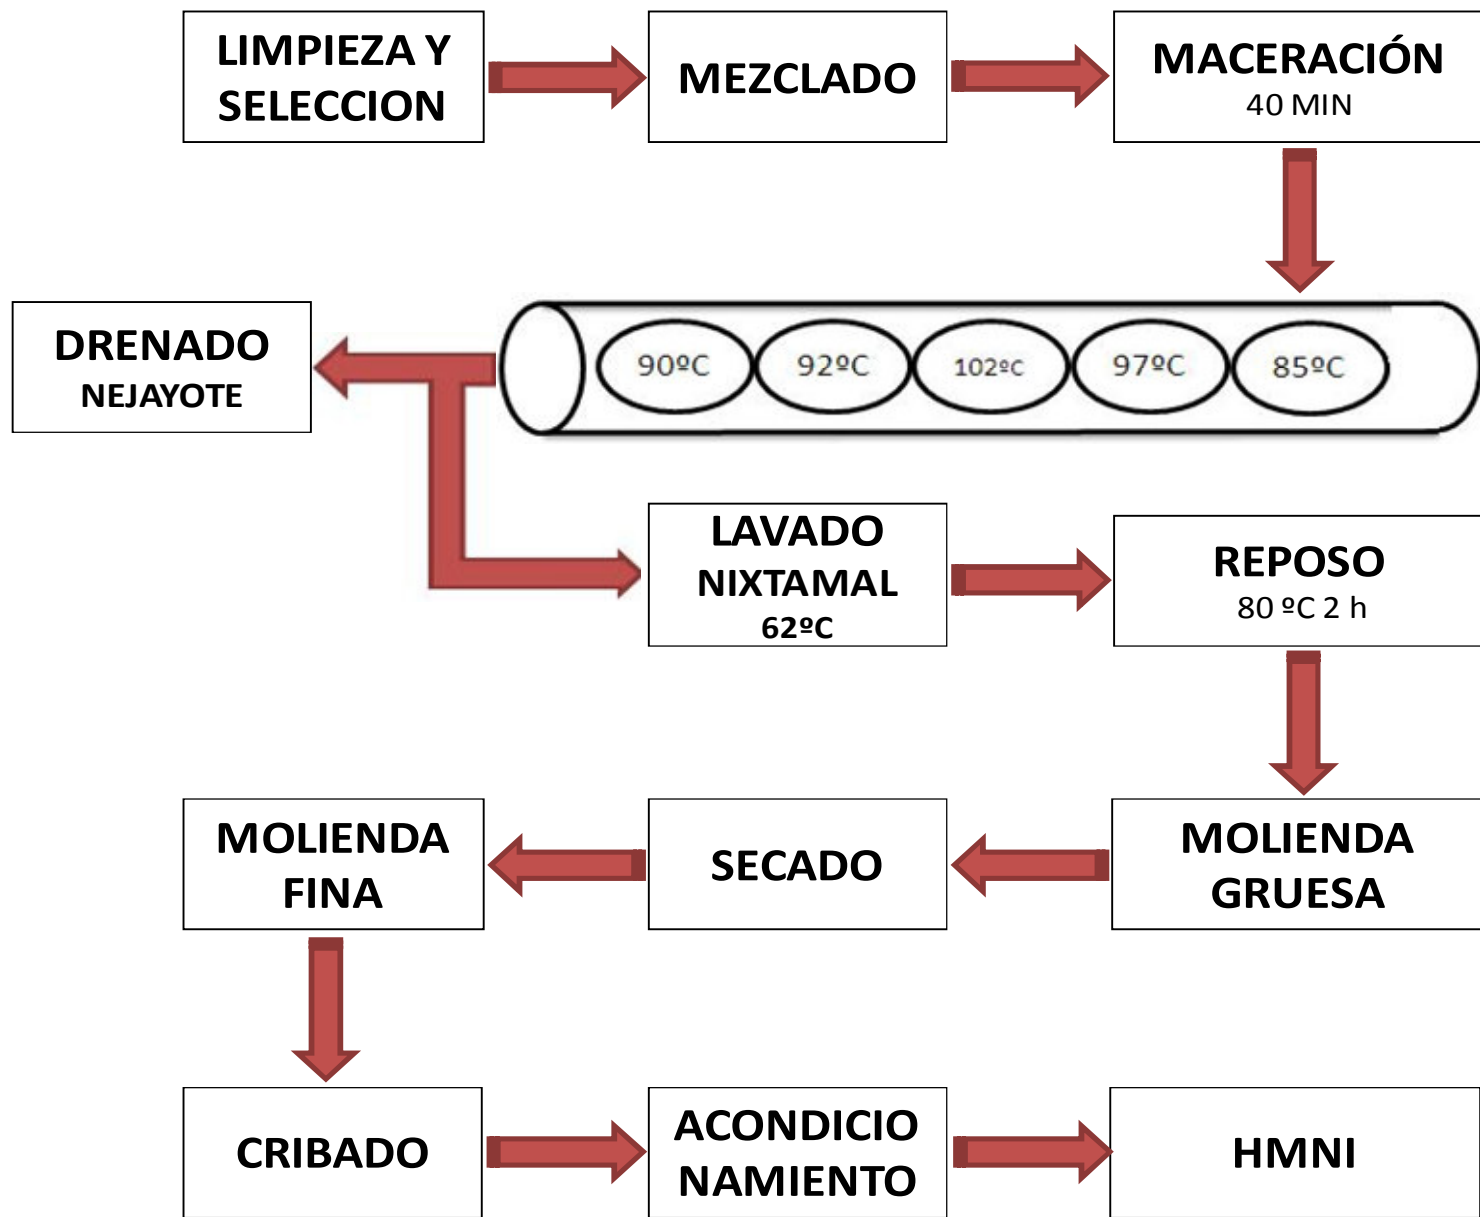 LIMPIEZA Y
SELECCION
MEZCLADO
MACERACIÓN
40 MIN
DRENADO
NEJAYOTE
90ºC
92ºC
102ºC
97ºC
85ºC
LAVADO
NIXTAMAL
62ºC
REPOSO
80 ºC 2 h
MOLIENDA
FINA
SECADO
MOLIENDA
GRUESA
CRIBADO
ACONDICIO
NAMIENTO
HMNI